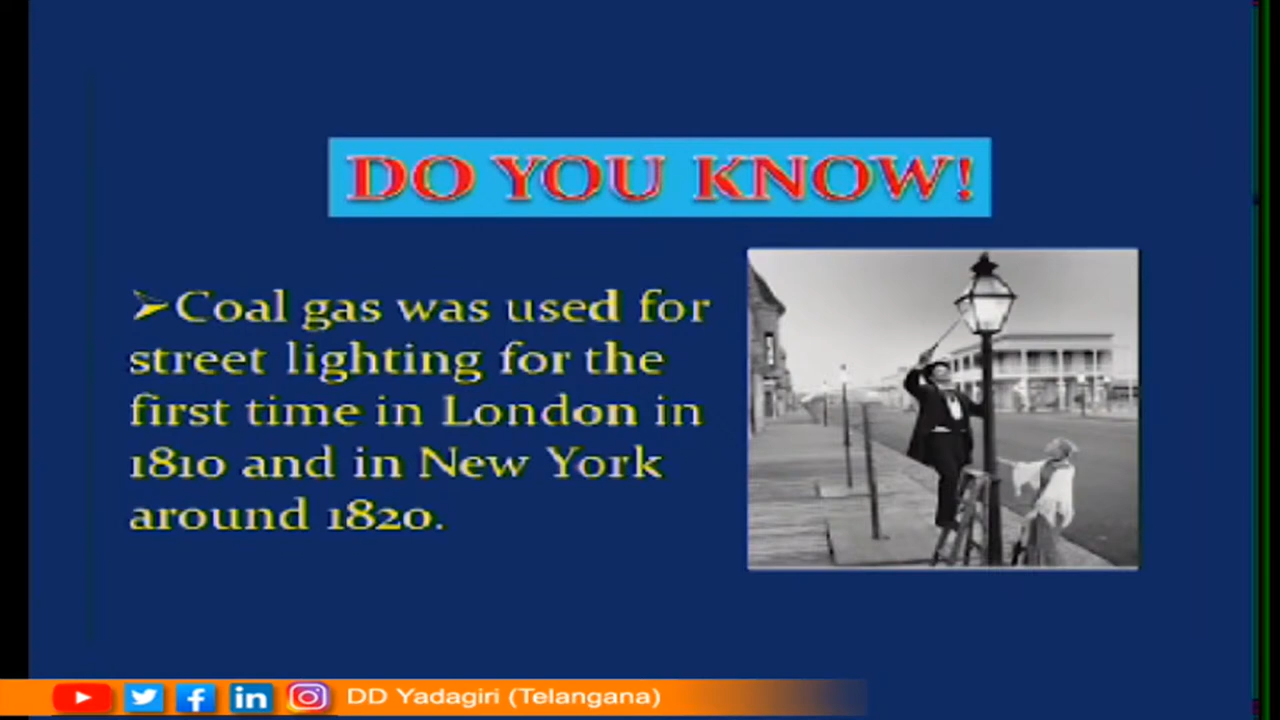 DO YOU KNOW!
➢Coal gas was used for
street lighting for the
first time in London in
1810 and in New York
around 1820.
DD Yadagiri (Telangana)